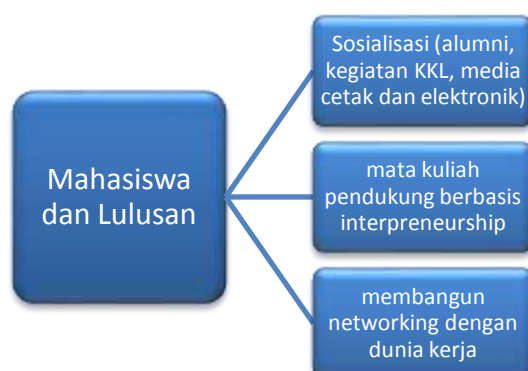 Mahasiswa
dan Lulusan
Sosialisasi (alumni,
kegiatan KKL, media
cetak dan elektronik)
mata kuliah
pendukung berbasis
interpreneurship
membangun
networking dengan
dunia kerja